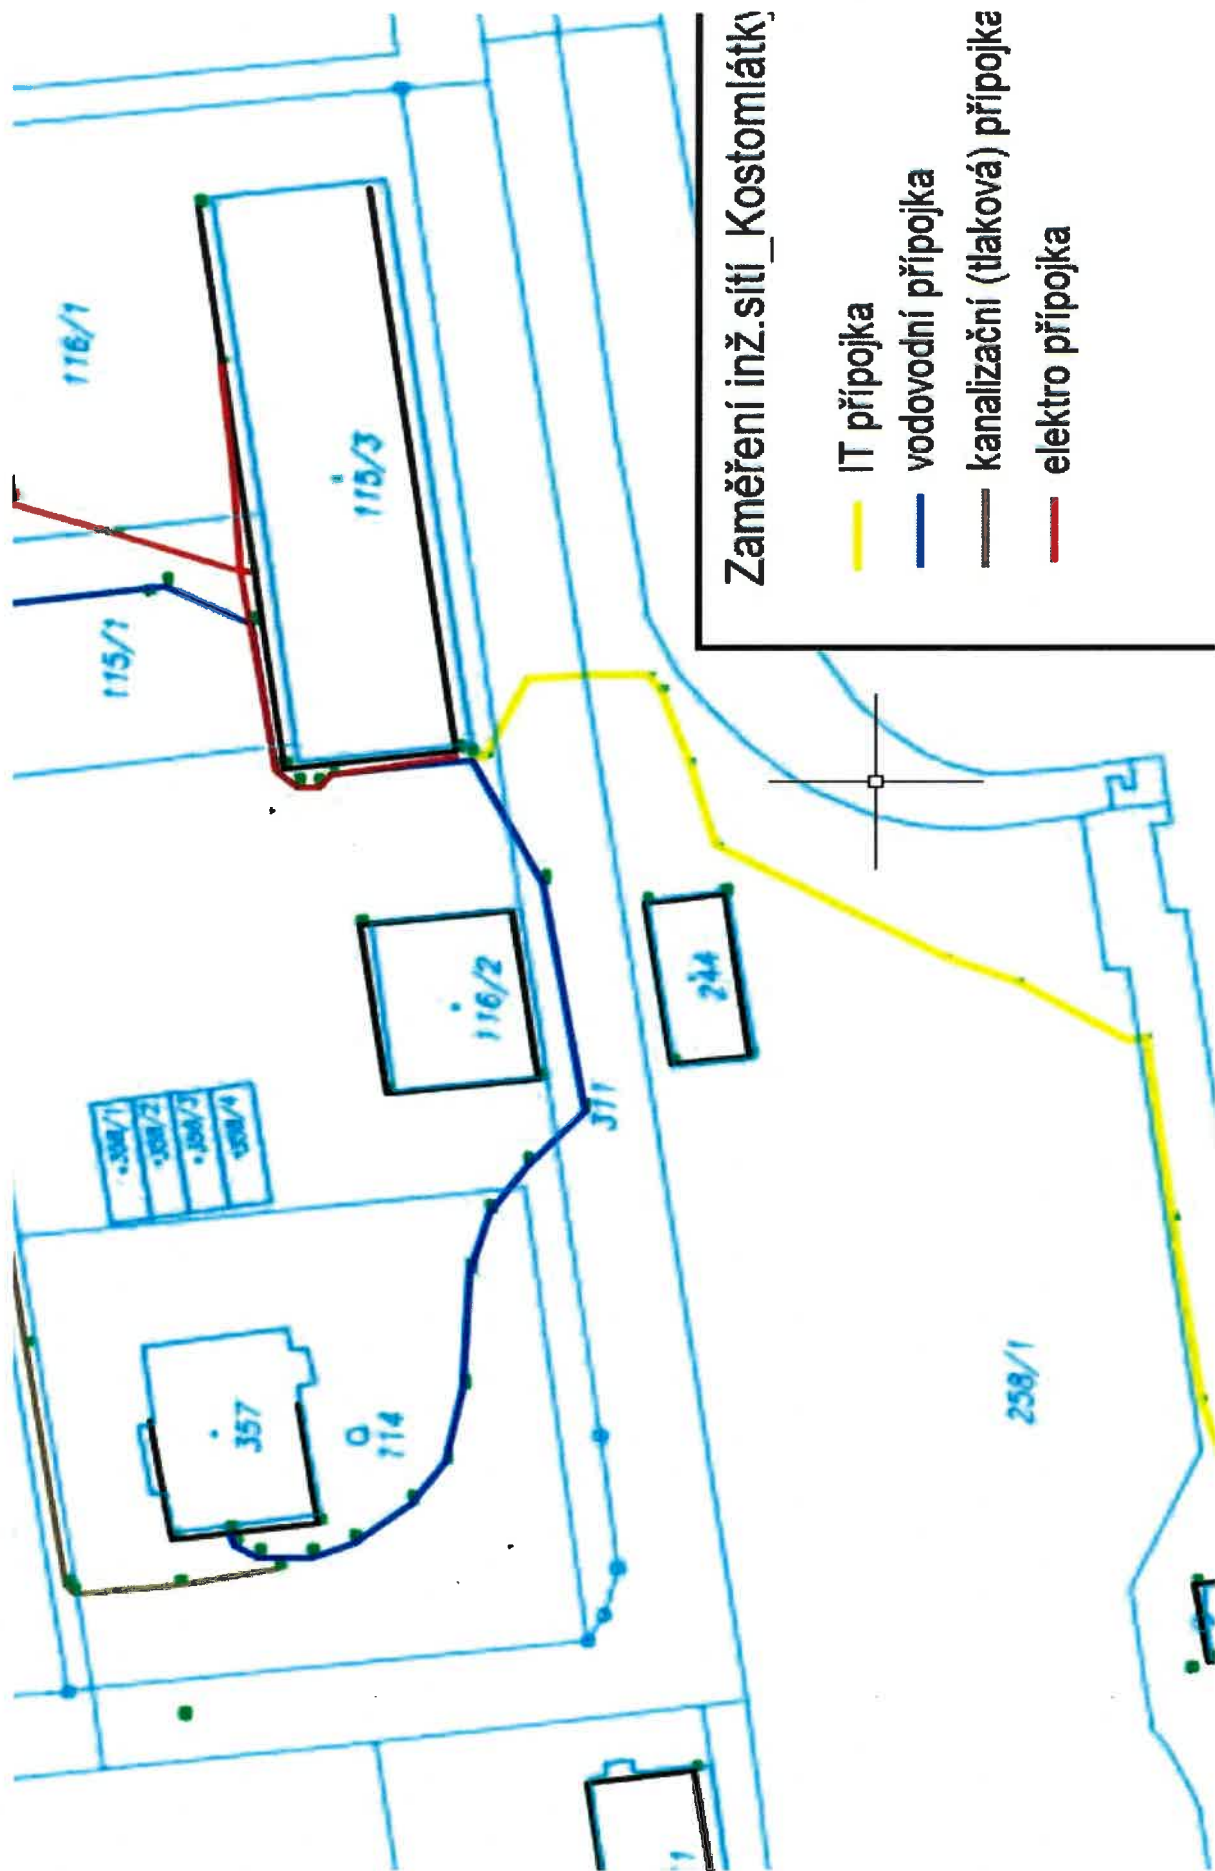 Zaměření inž.sítí_Kostomlátky
IT přípojka
vodovodní přípojka
kanalizační (tlaková) přípojka
elektro přípojka
116/1
115/3
115/1
116/2
244
311
357
114
258/1